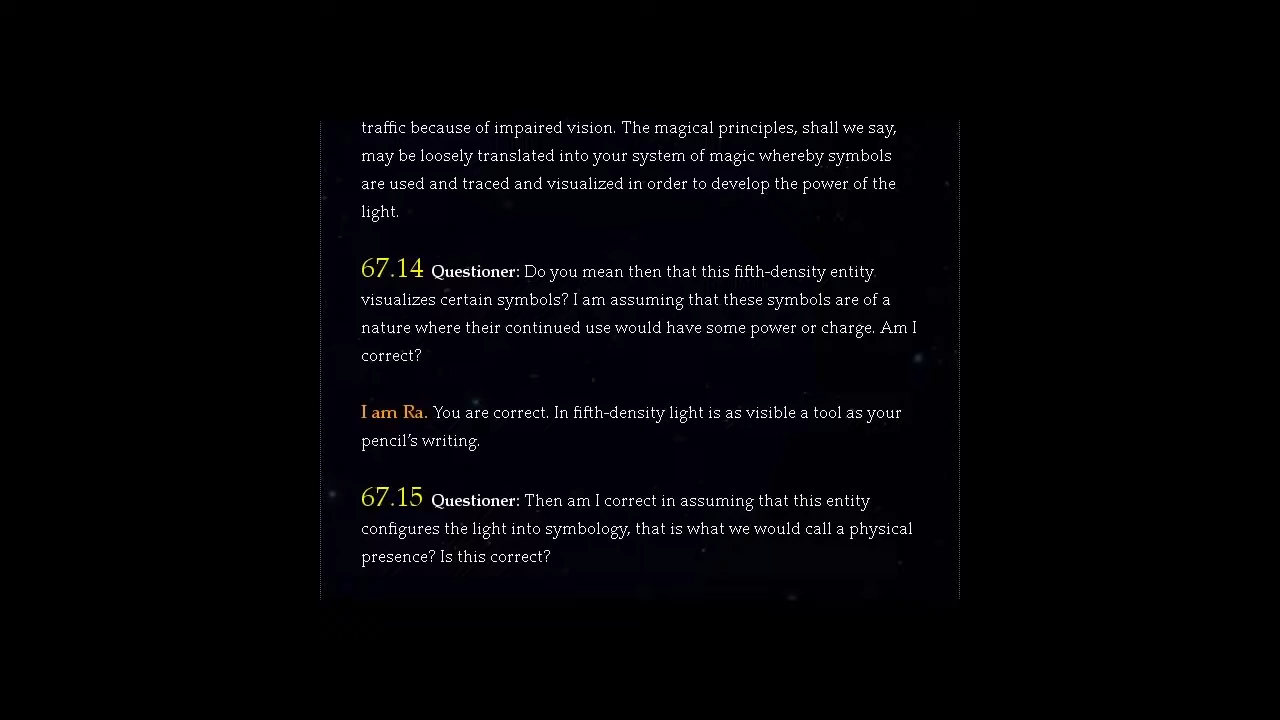 traffic because of impaired vision. The magical principles, shall we say,
may be loosely translated into your system of magic whereby symbols
are used and traced and visualized in order to develop the power of the
light.
67.14 Questioner: Do you mean then that this fifth-density entity
visualizes certain symbols? I am assuming that these symbols are of a
nature where their continued use would have some power or charge. Am I
correct?
I am Ra. You are correct. In fifth-density light is as visible a tool as your
pencil’s writing.
67.15 Questioner: Then am I correct in assuming that this entity
configures the light into symbology, that is what we would call a physical
presence? Is this correct?